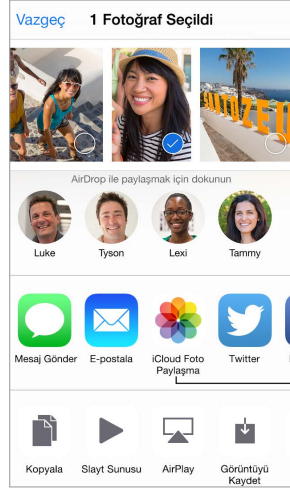 Vazgeç 1 Fotoğraf Seçildi
AirDrop ile paylaşmak için dokunun
Luke Tyson Lexi Tammy
Mesaj Gönder E-postala iCloud Foto Twitter
Paylaşma
Kopyala Slayt Sunusu AirPlay Görüntüyü
Kaydet